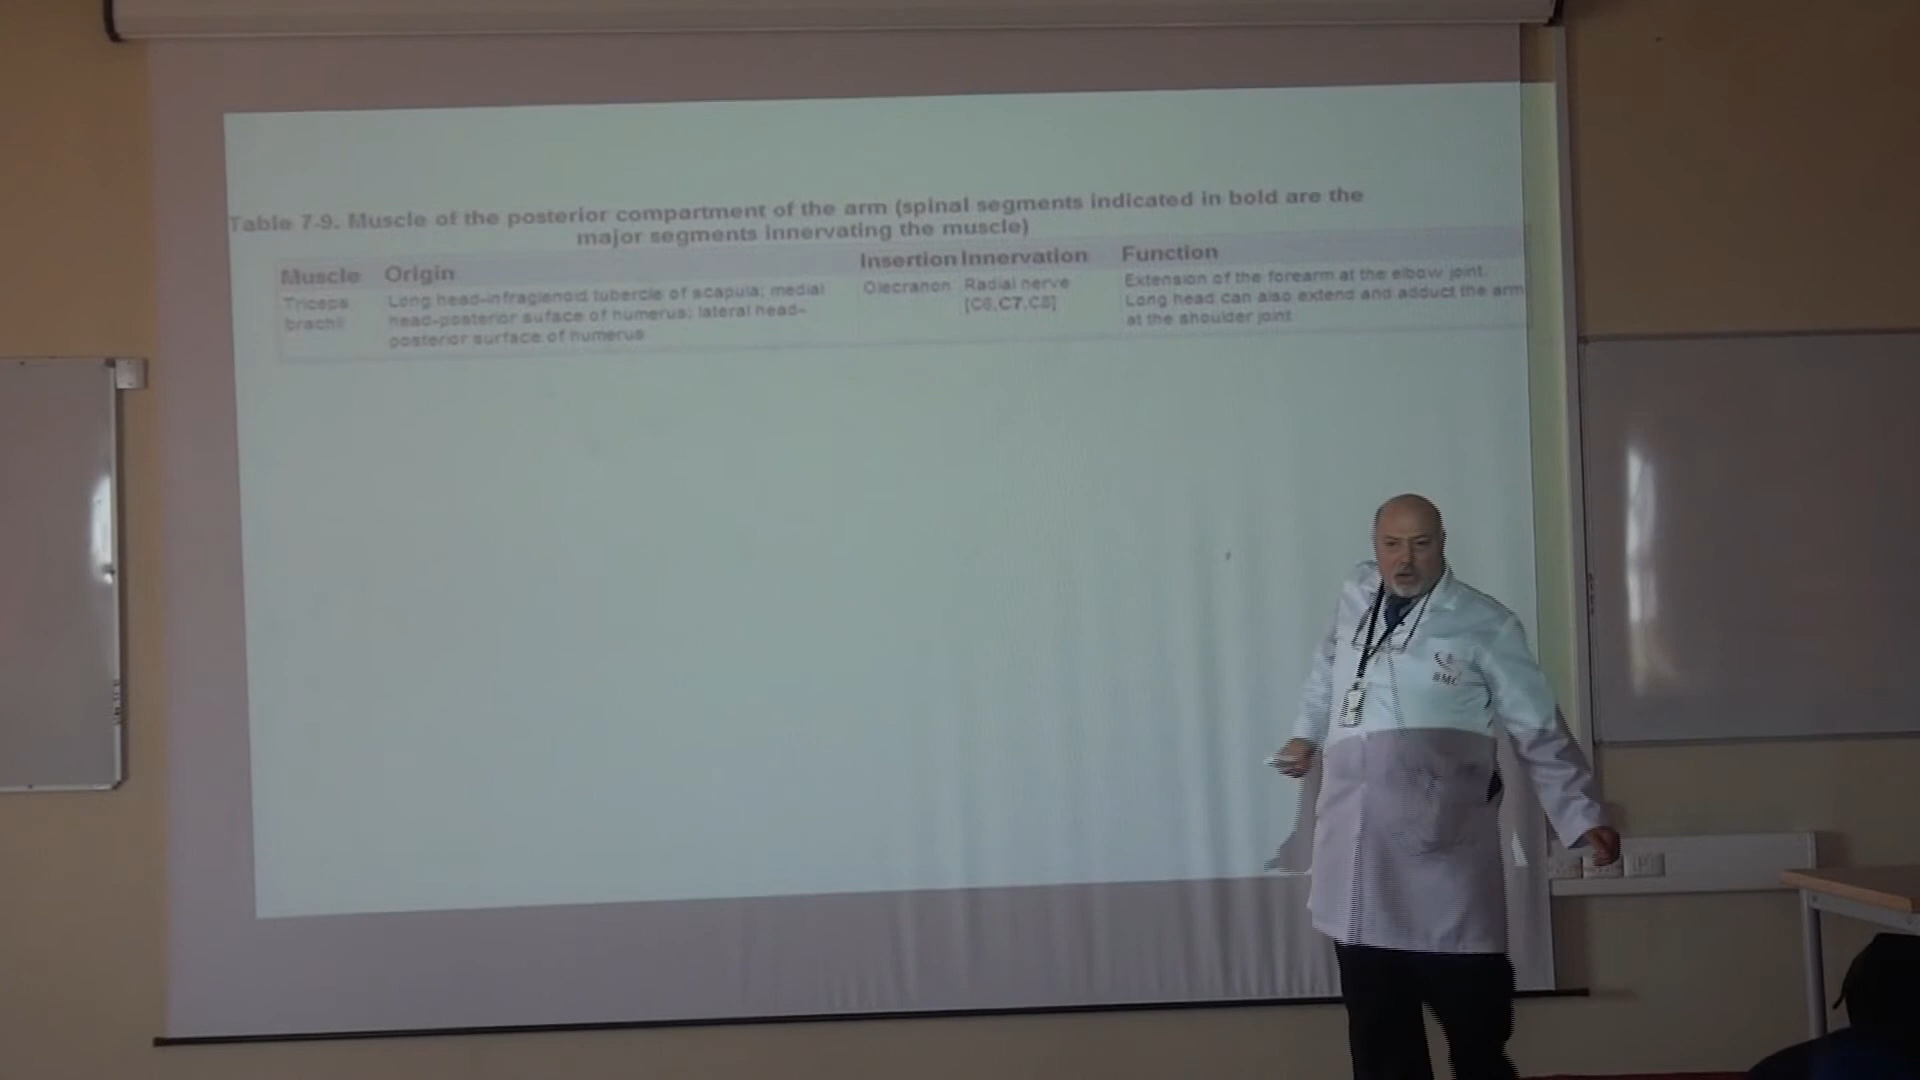 Table 7-9. Muscle of the posterior compartment of the arm (spinal segments indicated in bold are the
major segments innervating the muscle)
Muscle Origin Insertion Innervation Function
Triceps brachii
Long head-infraglenoid tubercle of scapula; medial
head-posterior suface of humerus; lateral head-
posterior surface of humerus
Olecranon
Radial nerve
[C6,C7,C8]
Extension of the forearm at the elbow joint.
Long head can also extend and adduct the arm
at the shoulder joint